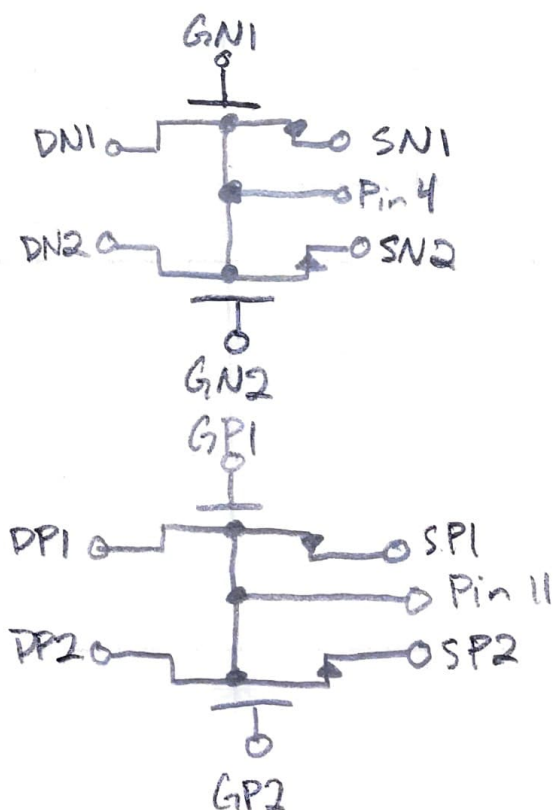 GN1
DN1
SN1
Pin 4
DN2
SN2
GN2
GP1
DP1
SP1
Pin 11
DP2
SP2
GP2